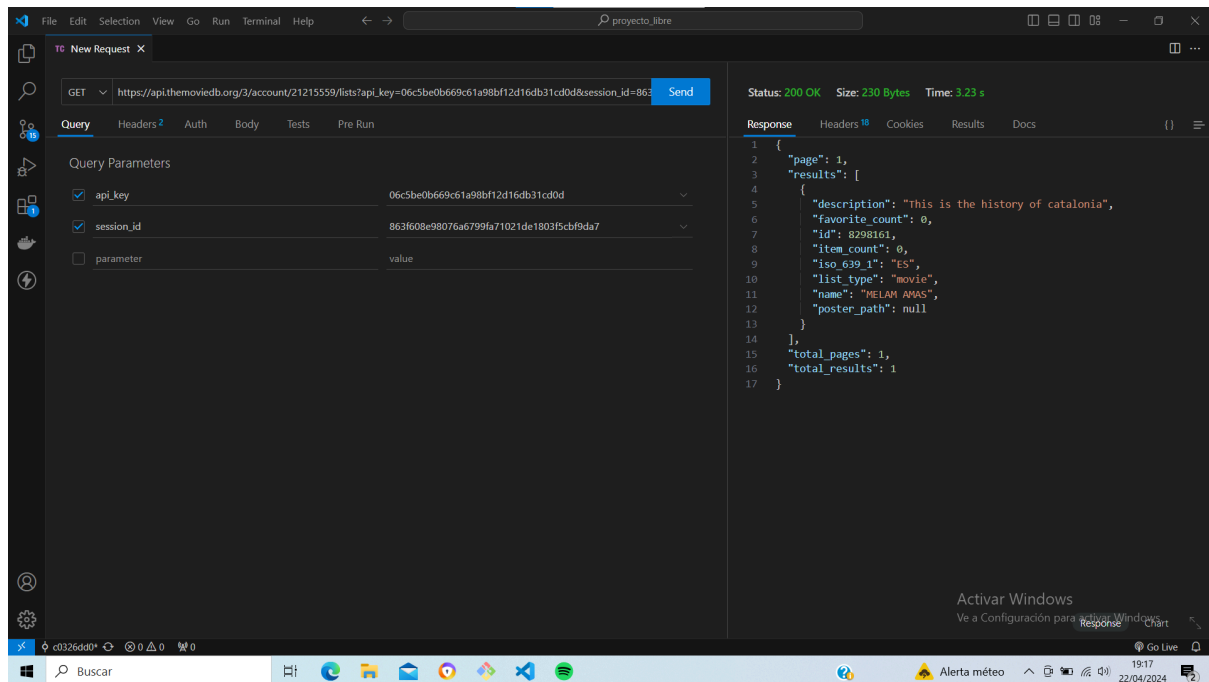 File Edit Selection View Go Run Terminal Help
proyecto_libre
TC New Request
GET https://api.themoviedb.org/3/account/21215559/lists?api_key=06c5be0b669c61a98bf12d16db31cd0d&session_id=863 Send
Status: 200 OK Size: 230 Bytes Time: 3.23 s
Query Headers 2 Auth Body Tests Pre Run
Response Headers 18 Cookies Results Docs { }
Query Parameters
api_key 06c5be0b669c61a98bf12d16db31cd0d
session_id 863f608e98076a6799fa71021de1803f5cbf9da7
parameter value
1 {
2 "page": 1,
3 "results": [
4 {
5 "description": "This is the history of catalonia",
6 "favorite_count": 0,
7 "id": 8298161,
8 "item_count": 0,
9 "iso_639_1": "ES",
10 "list_type": "movie",
11 "name": "MELAM AMAS",
12 "poster_path": null
13 }
14 ],
15 "total_pages": 1,
16 "total_results": 1
17 }
15
1
Activar Windows
Ve a Configuración para activar Windows.
Response Chart
c0326dd0* 0 0 0 Go Live
Buscar Alerta méteo 19:17
22/04/2024 2